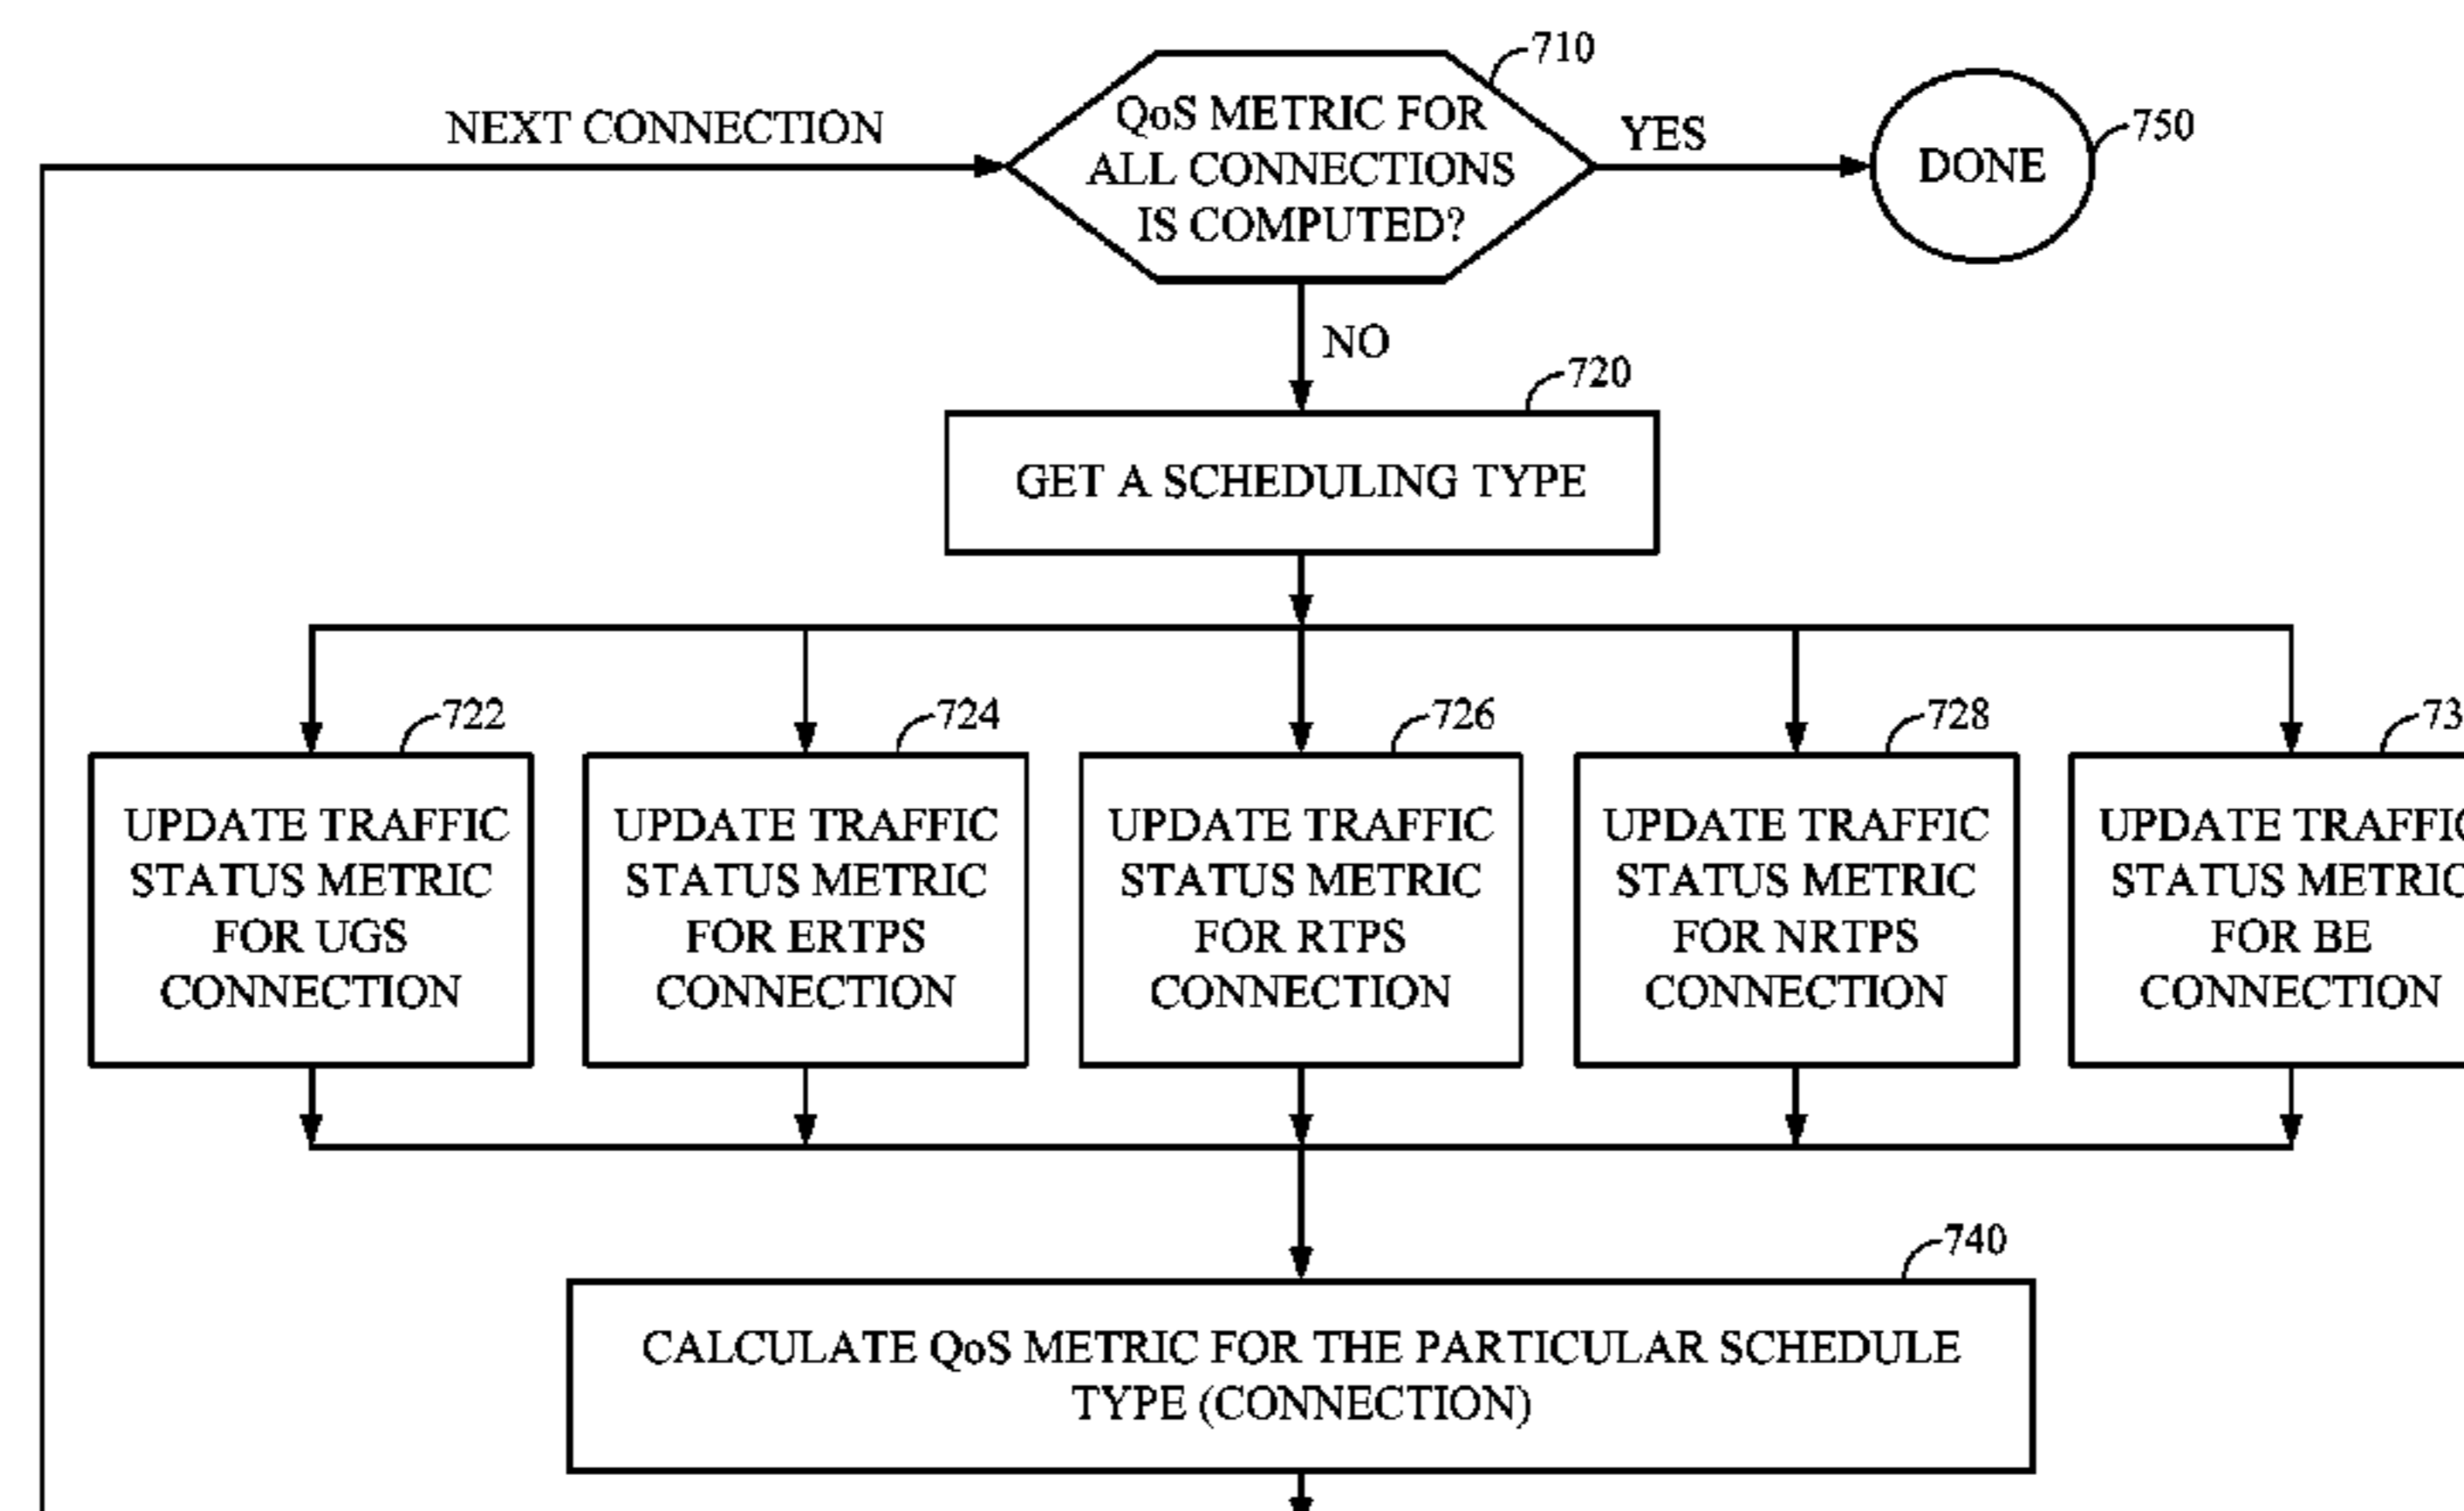 710
QoS METRIC FOR
ALL CONNECTIONS
IS COMPUTED?
NEXT CONNECTION
YES
DONE
750
NO
720
GET A SCHEDULING TYPE
722
UPDATE TRAFFIC
STATUS METRIC
FOR UGS
CONNECTION
724
UPDATE TRAFFIC
STATUS METRIC
FOR ERTPS
CONNECTION
726
UPDATE TRAFFIC
STATUS METRIC
FOR RTPS
CONNECTION
728
UPDATE TRAFFIC
STATUS METRIC
FOR NRTPS
CONNECTION
UPDATE TRAFFIC
STATUS METRIC
FOR BE
CONNECTION
740
CALCULATE QoS METRIC FOR THE PARTICULAR SCHEDULE
TYPE (CONNECTION)